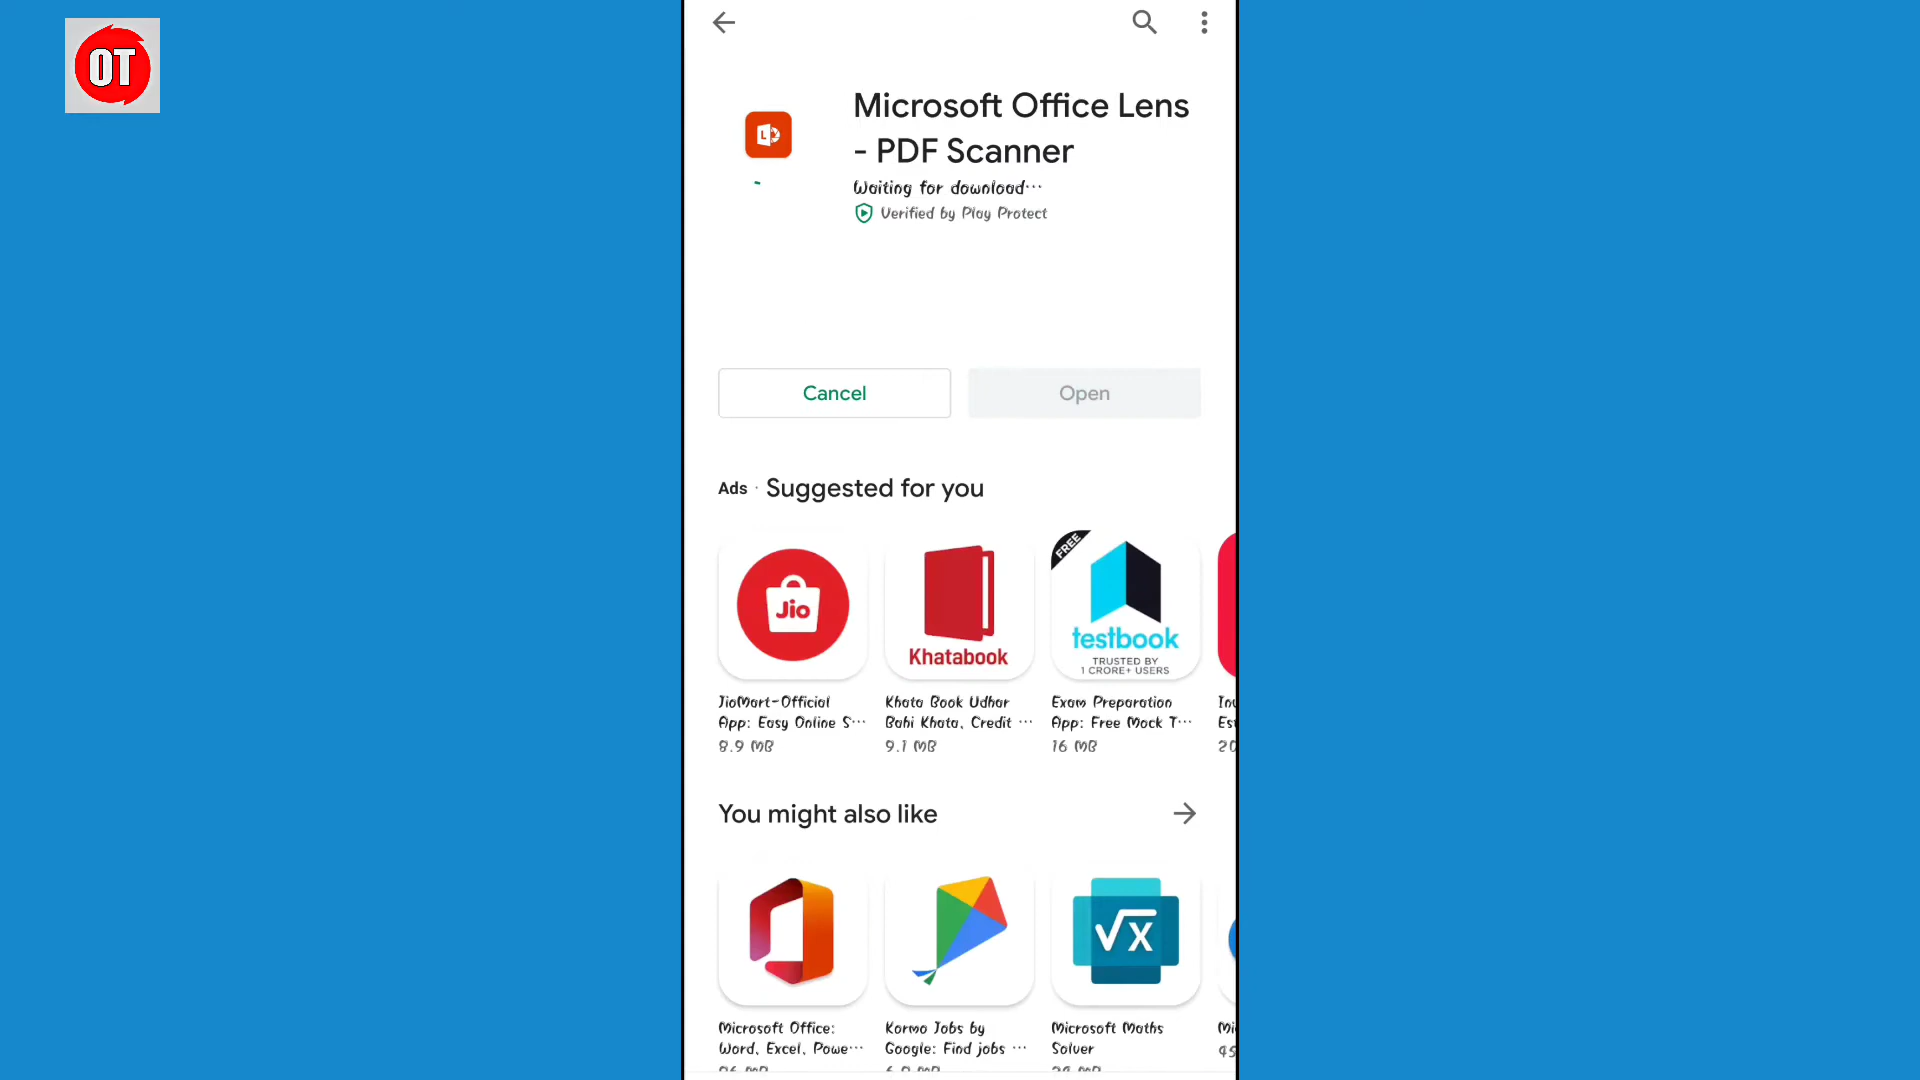 OT
Microsoft Office Lens
- PDF Scanner
Waiting for download...
Verified by Play Protect
Cancel
Open
Ads · Suggested for you
FREE
Jio
Khatabook
testbook
TRUSTED BY
1 CRORE+ USERS
JioMart-Official
App: Easy Online S...
8.9 MB
Khata Book Udhar
Bahi Khata, Credit ...
9.1 MB
Exam Preparation
App: Free Mock T...
16 MB
20
You might also like
√x
Microsoft Office:
Word, Excel, Powe...
Kormo Jobs by
Google: Find jobs ...
Microsoft Maths
Solver